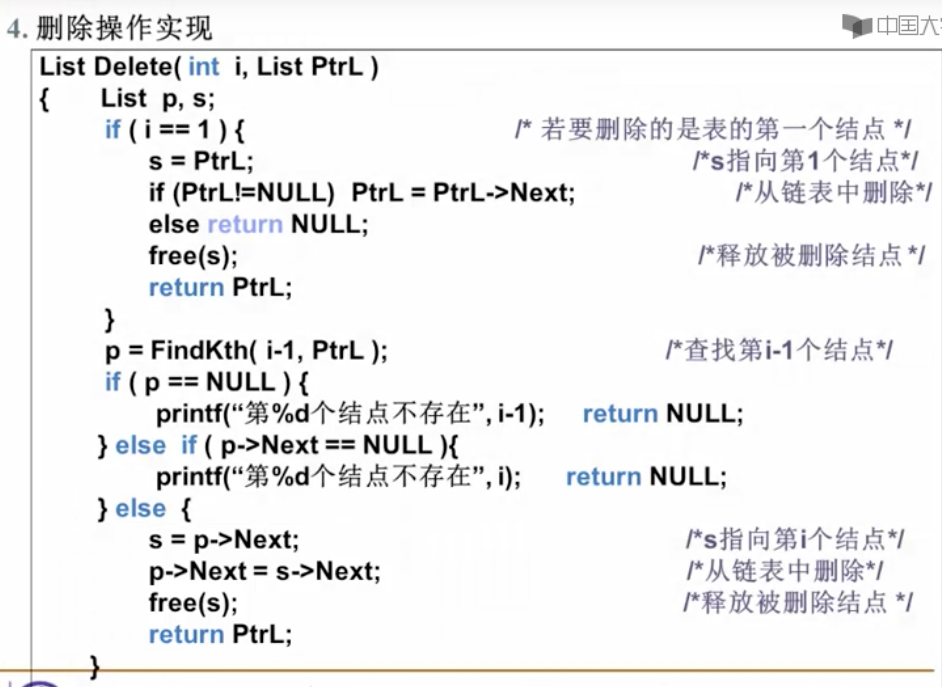 4. 删除操作实现
中国大
List Delete( int i, List PtrL )
{ List p, s;
if ( i == 1 ) { /* 若要删除的是表的第一个结点 */
s = PtrL; /*s指向第1个结点*/
if (PtrL!=NULL) PtrL = PtrL->Next; /*从链表中删除*/
else return NULL;
free(s); /*释放被删除结点 */
return PtrL;
}
p = FindKth( i-1, PtrL ); /*查找第i-1个结点*/
if ( p == NULL ) {
printf(“第%d个结点不存在”, i-1); return NULL;
} else if ( p->Next == NULL ){
printf(“第%d个结点不存在”, i); return NULL;
} else {
s = p->Next; /*s指向第i个结点*/
p->Next = s->Next; /*从链表中删除*/
free(s); /*释放被删除结点 */
return PtrL;
}